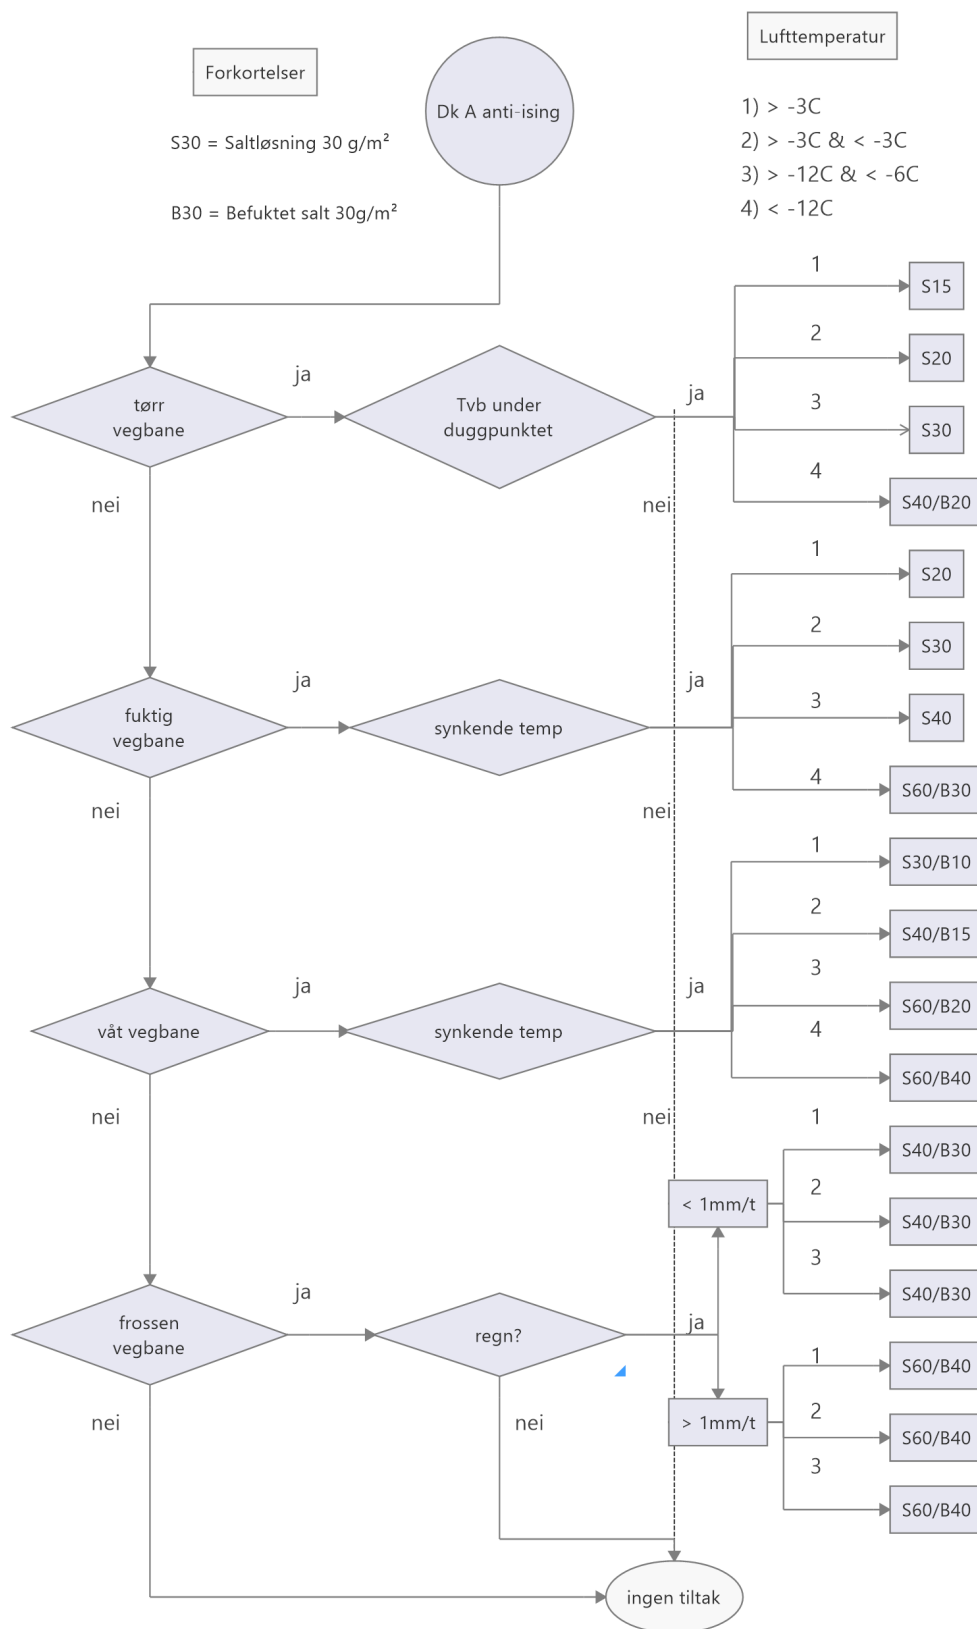 Forkortelser
Lufttemperatur
Dk A anti-ising
S30 = Saltløsning 30 g/m²
B30 = Befuktet salt 30g/m²
1) > -3C
2) > -3C & < -3C
3) > -12C & < -6C
4) < -12C
1
S15
2
S20
tørr
vegbane
ja
Tvb under
duggpunktet
ja
3
S30
nei
nei
4
S40/B20
1
S20
2
S30
fuktig
vegbane
ja
synkende temp
ja
3
S40
nei
nei
4
S60/B30
1
S30/B10
2
S40/B15
våt vegbane
ja
synkende temp
ja
3
S60/B20
4
S60/B40
nei
nei
1
S40/B30
< 1mm/t
2
S40/B30
3
S40/B30
frossen
vegbane
ja
regn?
ja
1
S60/B40
nei
nei
> 1mm/t
2
S60/B40
3
S60/B40
ingen tiltak